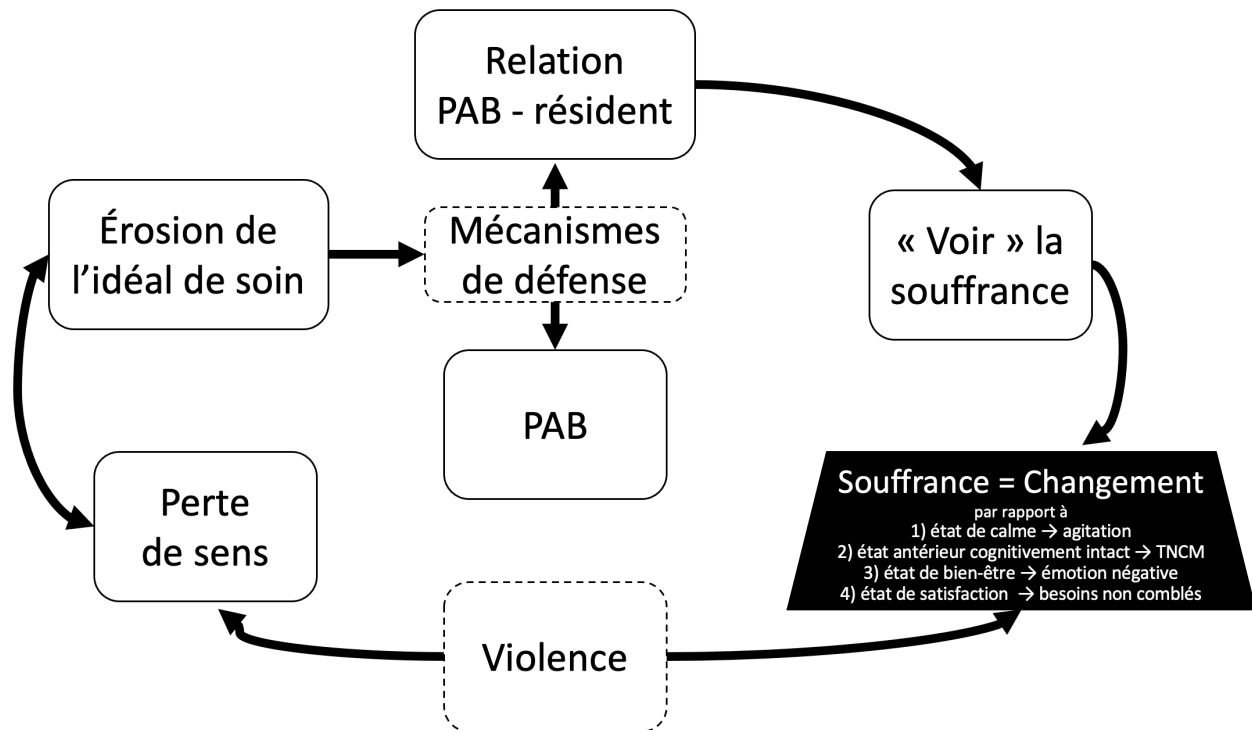 Relation
PAB - résident
Érosion de
l’idéal de soin
Mécanismes
de défense
« Voir » la
souffrance
PAB
Perte
de sens
Souffrance = Changement
par rapport à
1) état de calme → agitation
2) état antérieur cognitivement intact → TNCM
3) état de bien-être → émotion négative
4) état de satisfaction → besoins non comblés
Violence